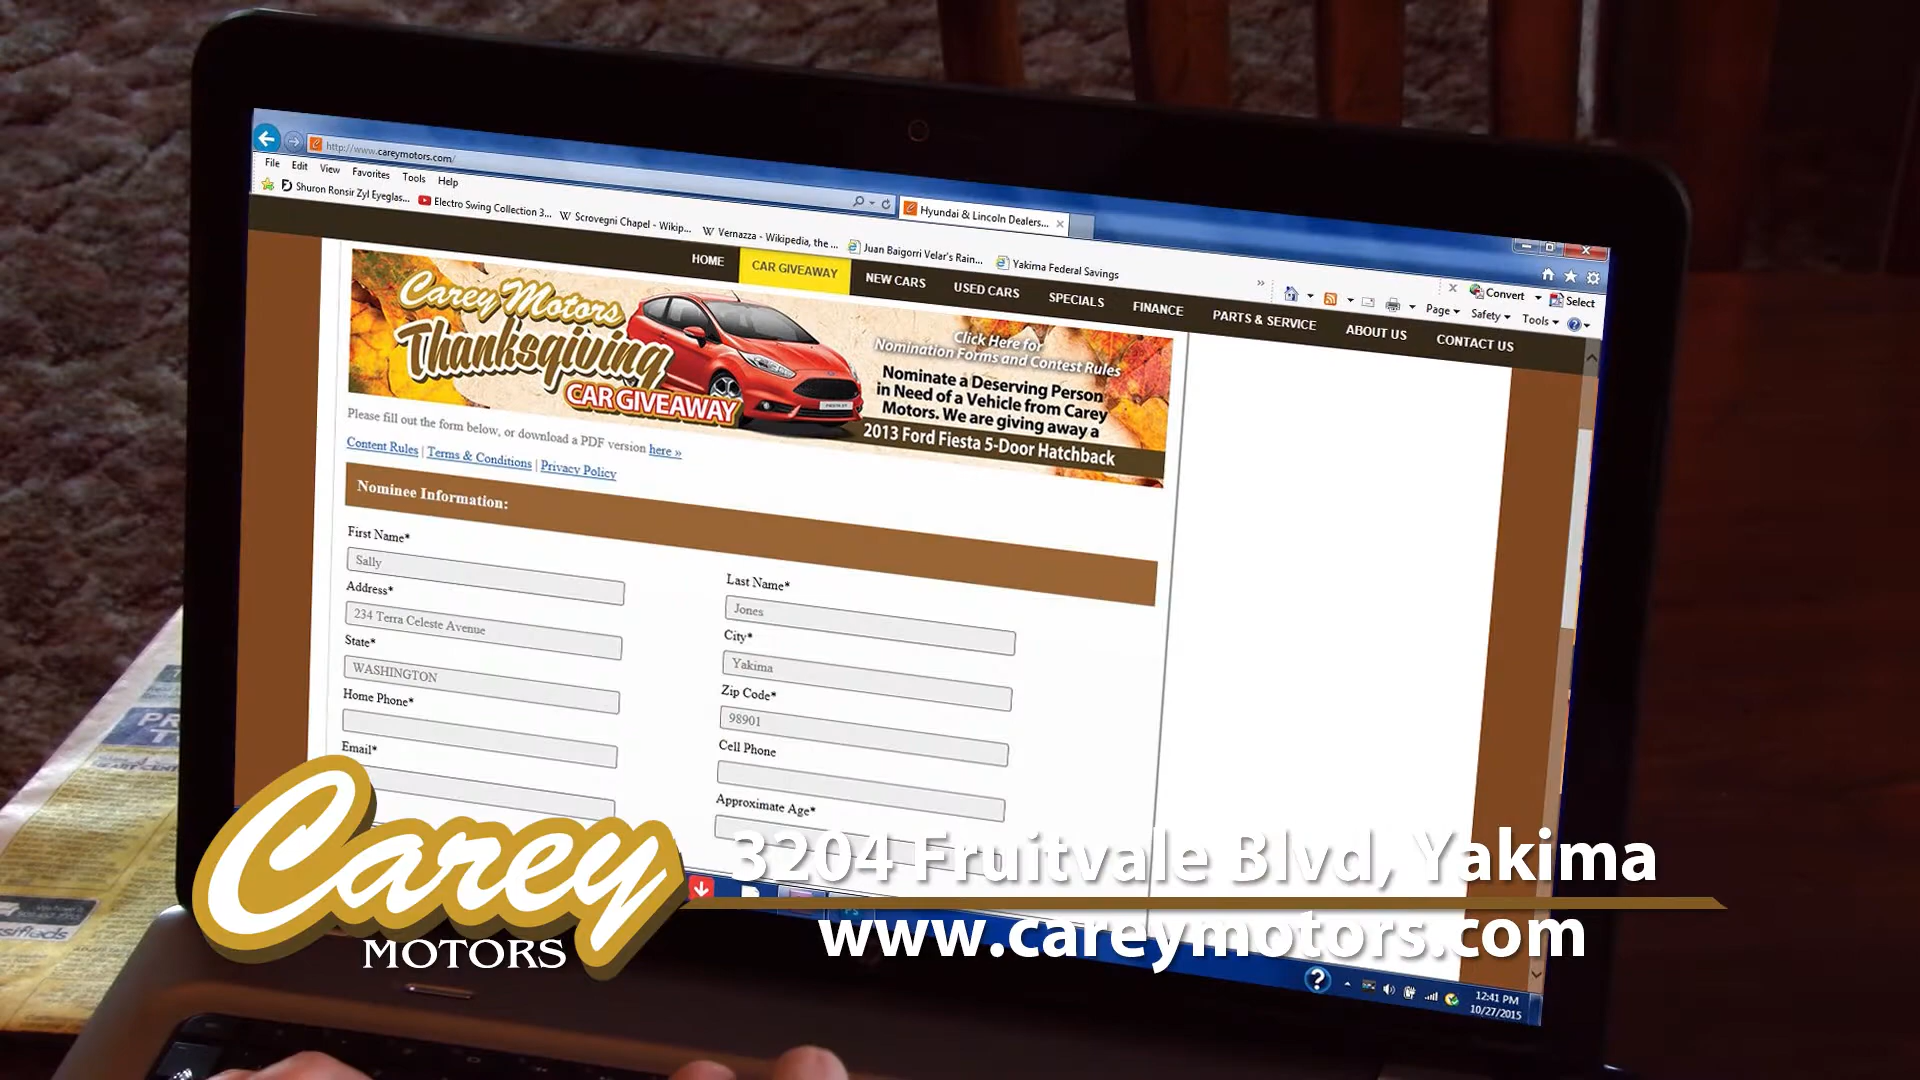 http://www.careymotors.com/
Hyundai & Lincoln Dealers...
File Edit View Favorites Tools Help
Shuron Ronsir Zyl Eyeglas... Electro Swing Collection 3... Scrovegni Chapel - Wikip... Vernazza - Wikipedia, the ... Juan Baigorri Velar's Rain... Yakima Federal Savings
Convert Select
Page Safety Tools
HOME CAR GIVEAWAY NEW CARS USED CARS SPECIALS FINANCE PARTS & SERVICE ABOUT US CONTACT US
Carey Motors
Thanksgiving
CAR GIVEAWAY
Click Here for
Nomination Forms and Contest Rules
Nominate a Deserving Person
in Need of a Vehicle from Carey
Motors. We are giving away a
2013 Ford Fiesta 5-Door Hatchback
Please fill out the form below, or download a PDF version here »
Content Rules | Terms & Conditions | Privacy Policy
Nominee Information:
First Name*
Sally
Last Name*
Jones
Address*
234 Terra Celeste Avenue
City*
Yakima
State*
WASHINGTON
Zip Code*
98901
Home Phone*
Cell Phone
Email*
Approximate Age*
Carey
MOTORS
3204 Fruitvale Blvd, Yakima
www.careymotors.com
12:41 PM
10/27/2015